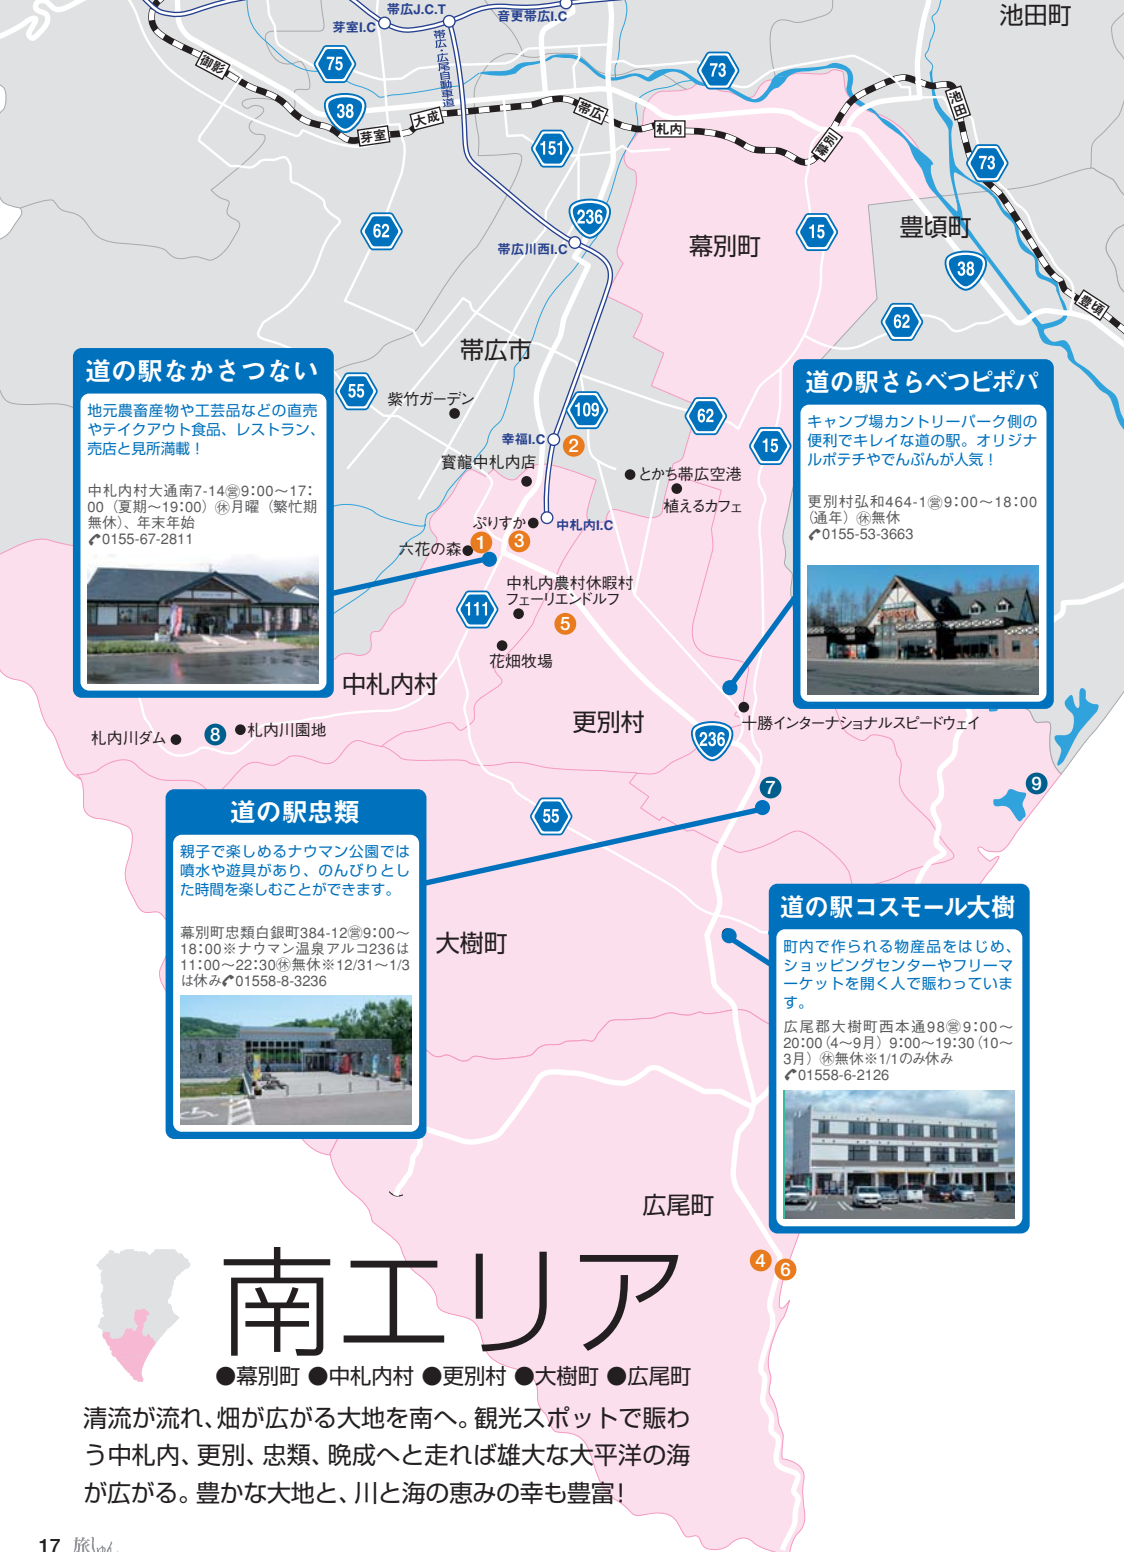 池田町
帯広J.C.T
音更帯広I.C
芽室I.C
帯広・広尾自動車道
御影
75
73
38
芽室
大成
帯広
札内
幕別
池田
151
73
62
236
帯広川西I.C
幕別町
15
豊頃町
38
豊頃
62
帯広市
道の駅なかさつない
地元農畜産物や工芸品などの直売
やテイクアウト食品、レストラン、
売店と見所満載！
中札内村大通南7-14㊡9:00〜17:
00（夏期〜19:00）㊡月曜（繁忙期
無休）、年末年始
0155-67-2811
55
紫竹ガーデン
109
62
幸福I.C
2
15
寳龍中札内店
とかち帯広空港
植えるカフェ
ぷりすか
中札内I.C
六花の森
1
3
中札内農村休暇村
フェーリエンドルフ
111
5
花畑牧場
道の駅さらべつピポパ
キャンプ場カントリーパーク側の
便利でキレイな道の駅。オリジナ
ルポテチやでんぷんが人気！
更別村弘和464-1㊡9:00〜18:00
（通年）㊡無休
0155-53-3663
中札内村
更別村
十勝インターナショナルスピードウェイ
236
札内川ダム
8
札内川園地
7
9
55
道の駅忠類
親子で楽しめるナウマン公園では
噴水や遊具があり、のんびりとし
た時間を楽しむことができます。
幕別町忠類白銀町384-12㊡9:00〜
18:00※ナウマン温泉アルコ236は
11:00〜22:30㊡無休※12/31〜1/3
は休み01558-8-3236
大樹町
道の駅コスモール大樹
町内で作られる物産品をはじめ、
ショッピングセンターやフリーマ
ーケットを開く人で賑わっていま
す。
広尾郡大樹町西本通98㊡9:00〜
20:00（4〜9月）9:00〜19:30（10〜
3月）㊡無休※1/1のみ休み
01558-6-2126
広尾町
4
6
南エリア
●幕別町 ●中札内村 ●更別村 ●大樹町 ●広尾町
清流が流れ、畑が広がる大地を南へ。観光スポットで賑わ
う中札内、更別、忠類、晩成へと走れば雄大な太平洋の海
が広がる。豊かな大地と、川と海の恵みの幸も豊富！
17 旅しゅん